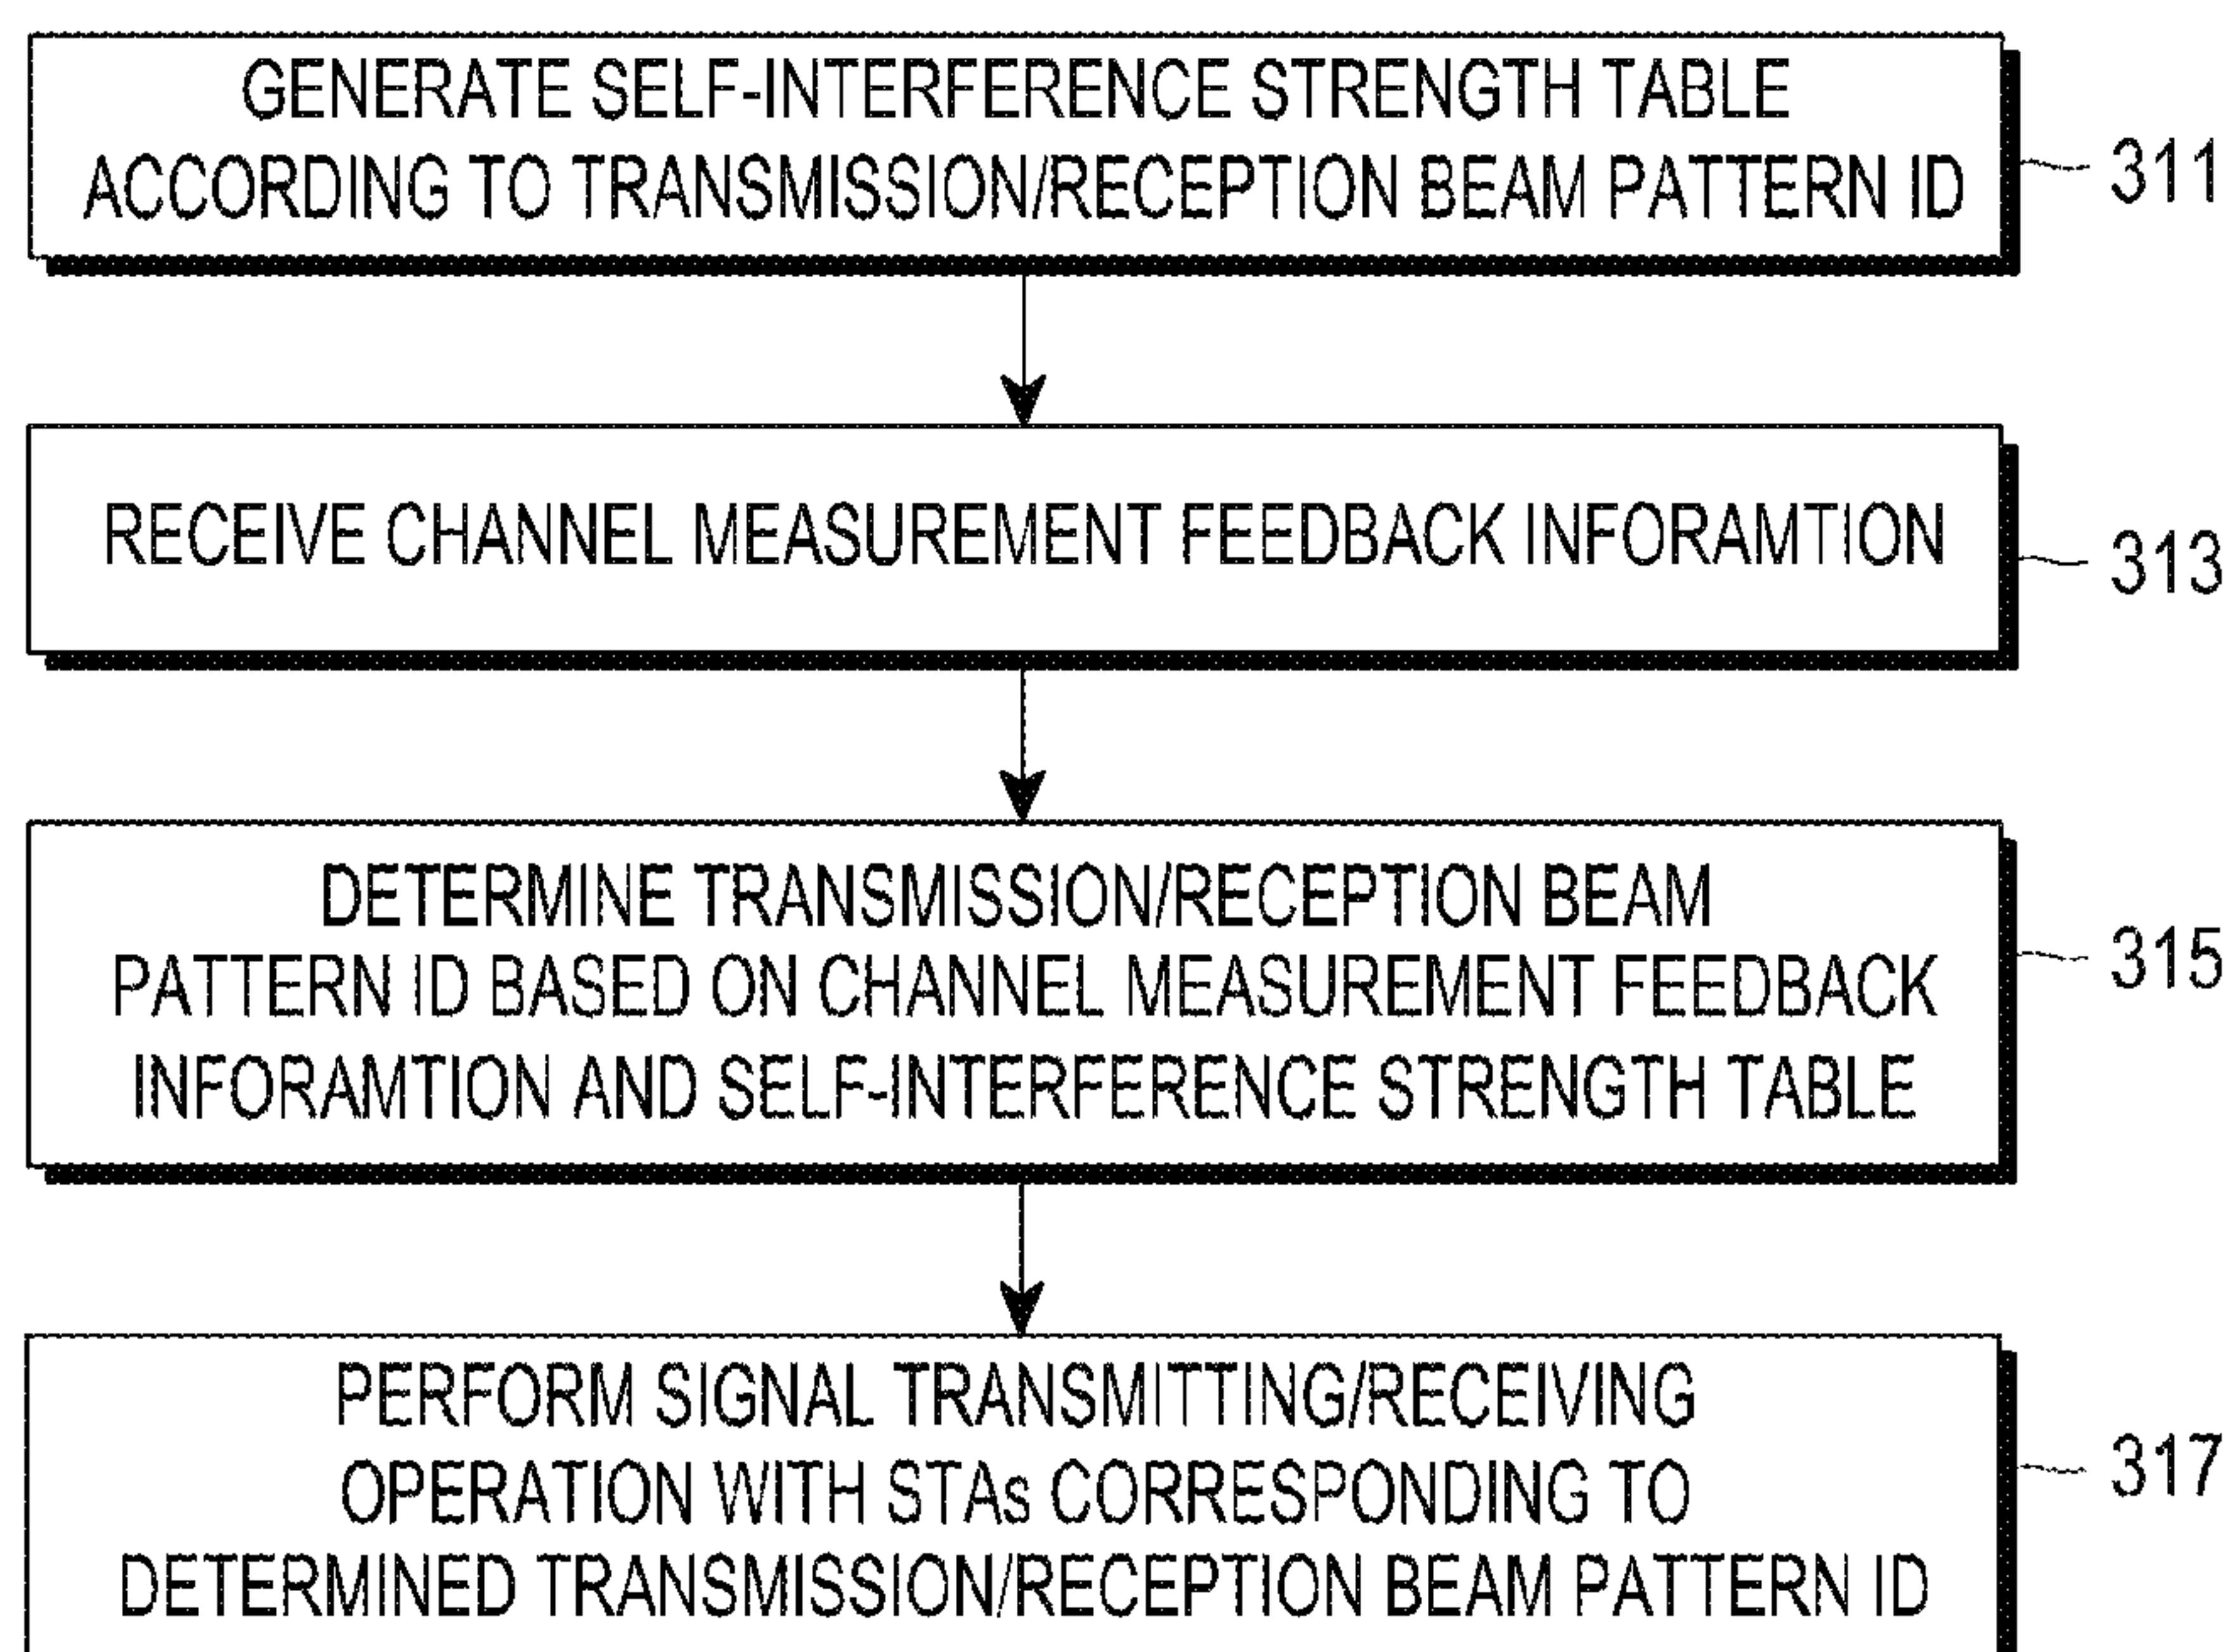 GENERATE SELF-INTERFERENCE STRENGTH TABLE
ACCORDING TO TRANSMISSION/RECEPTION BEAM PATTERN ID
311
RECEIVE CHANNEL MEASUREMENT FEEDBACK INFORAMTION
313
DETERMINE TRANSMISSION/RECEPTION BEAM
PATTERN ID BASED ON CHANNEL MEASUREMENT FEEDBACK
INFORAMTION AND SELF-INTERFERENCE STRENGTH TABLE
315
PERFORM SIGNAL TRANSMITTING/RECEIVING
OPERATION WITH STAs CORRESPONDING TO
DETERMINED TRANSMISSION/RECEPTION BEAM PATTERN ID
317